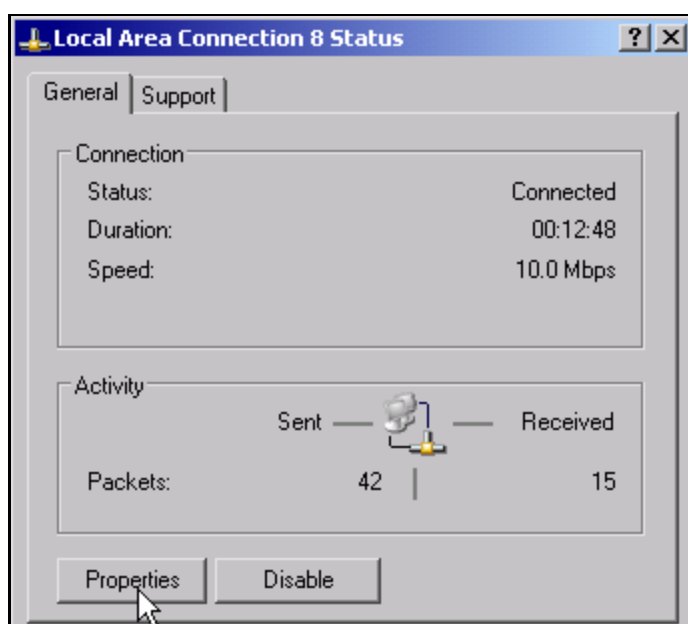 Local Area Connection 8 Status
General Support
Connection
Status: Connected
Duration: 00:12:48
Speed: 10.0 Mbps
Activity
Sent Received
Packets: 42 15
Properties Disable